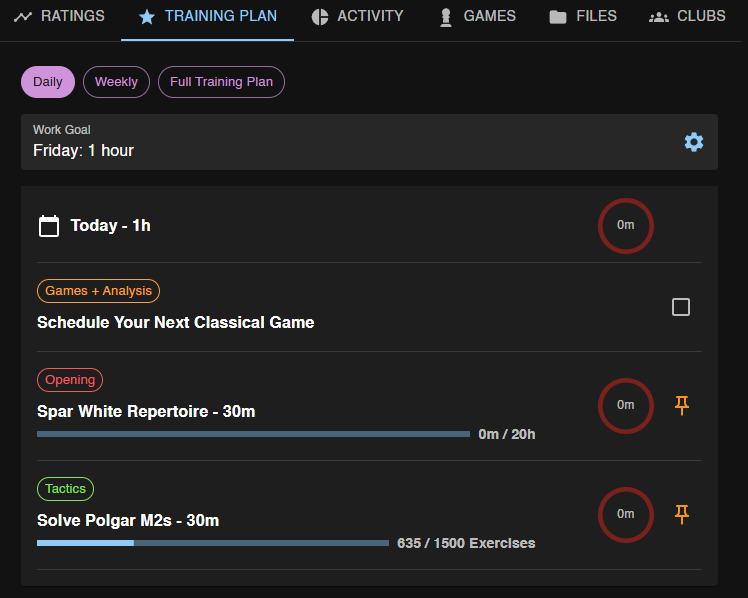 RATINGS
TRAINING PLAN
ACTIVITY
GAMES
FILES
CLUBS
Daily
Weekly
Full Training Plan
Work Goal
Friday: 1 hour
Today - 1h
0m
Games + Analysis
Schedule Your Next Classical Game
Opening
Spar White Repertoire - 30m
0m / 20h
0m
Tactics
Solve Polgar M2s - 30m
635 / 1500 Exercises
0m